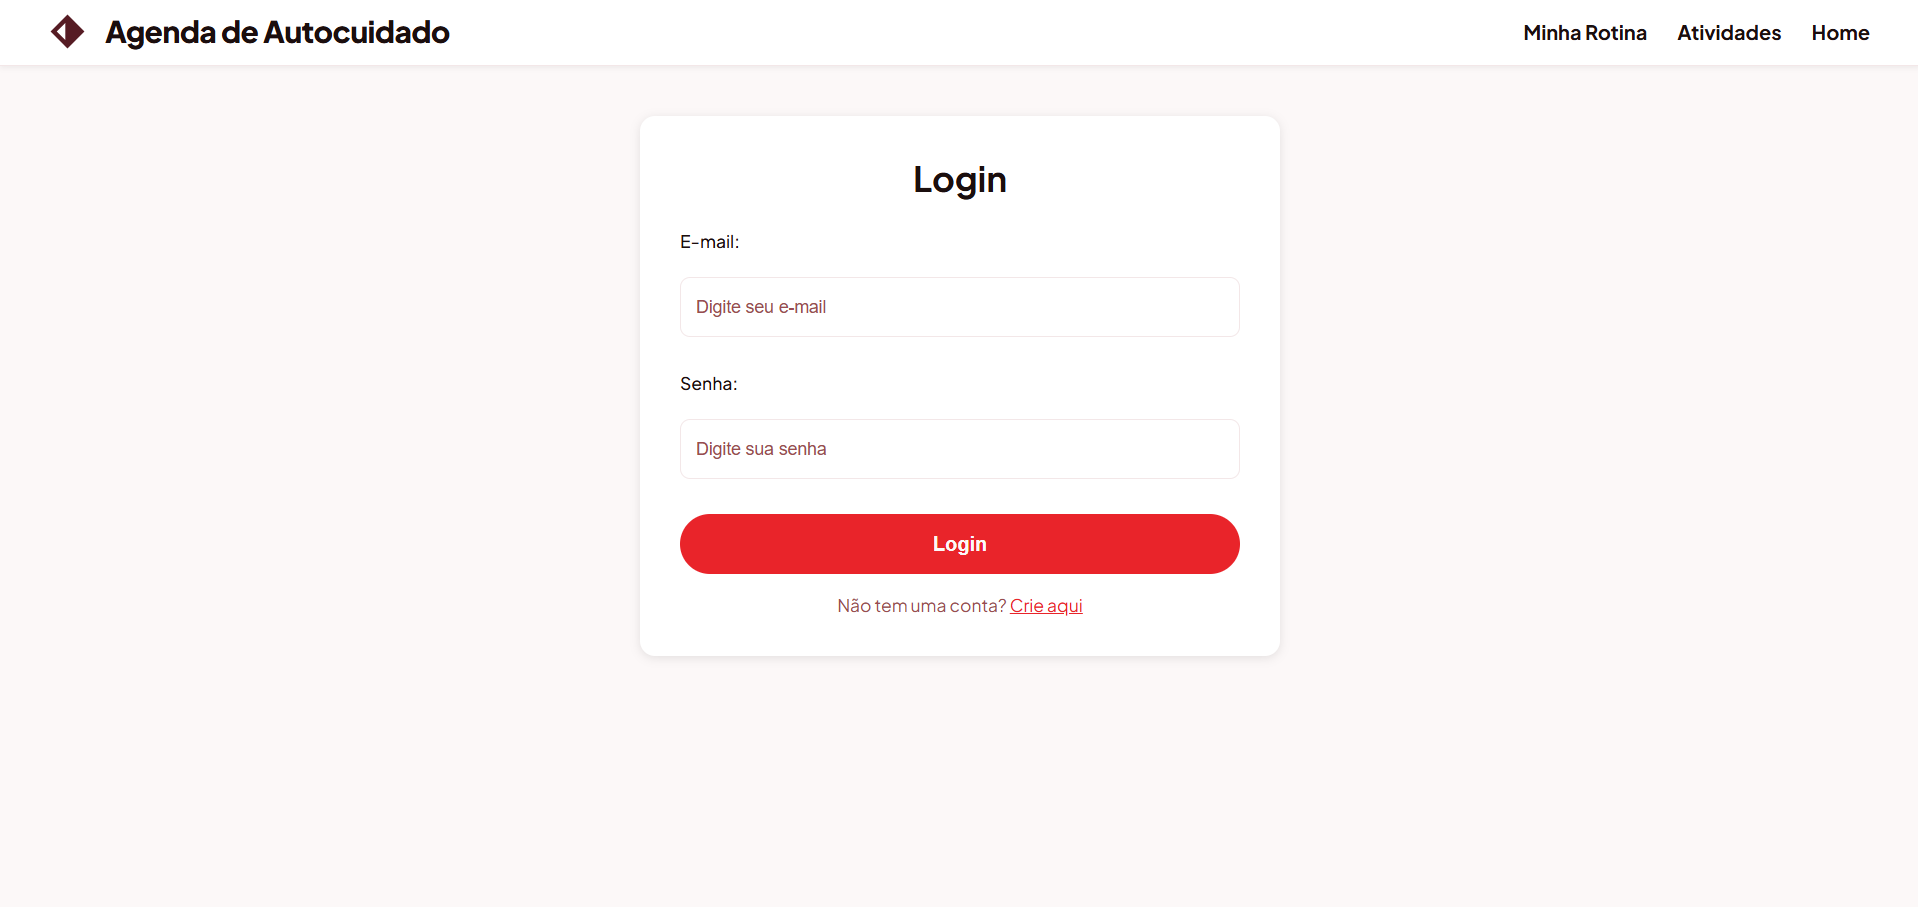 Agenda de Autocuidado
Minha Rotina Atividades Home
Login
E-mail:
Digite seu e-mail
Senha:
Digite sua senha
Login
Não tem uma conta? Crie aqui